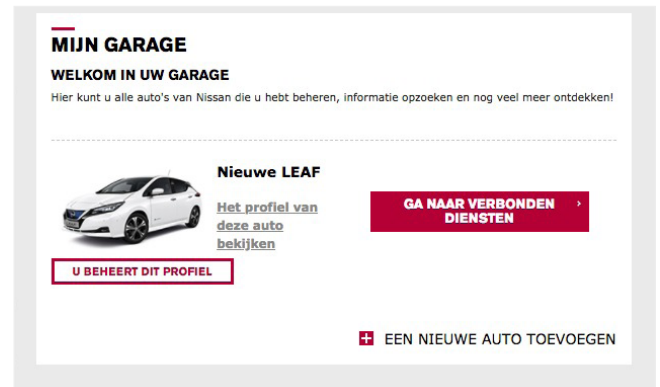 MIJN GARAGE
WELKOM IN UW GARAGE
Hier kunt u alle auto's van Nissan die u hebt beheren, informatie opzoeken en nog veel meer ontdekken!
Nieuwe LEAF
Het profiel van
deze auto
bekijken
GA NAAR VERBONDEN
DIENSTEN
U BEHEERT DIT PROFIEL
EEN NIEUWE AUTO TOEVOEGEN